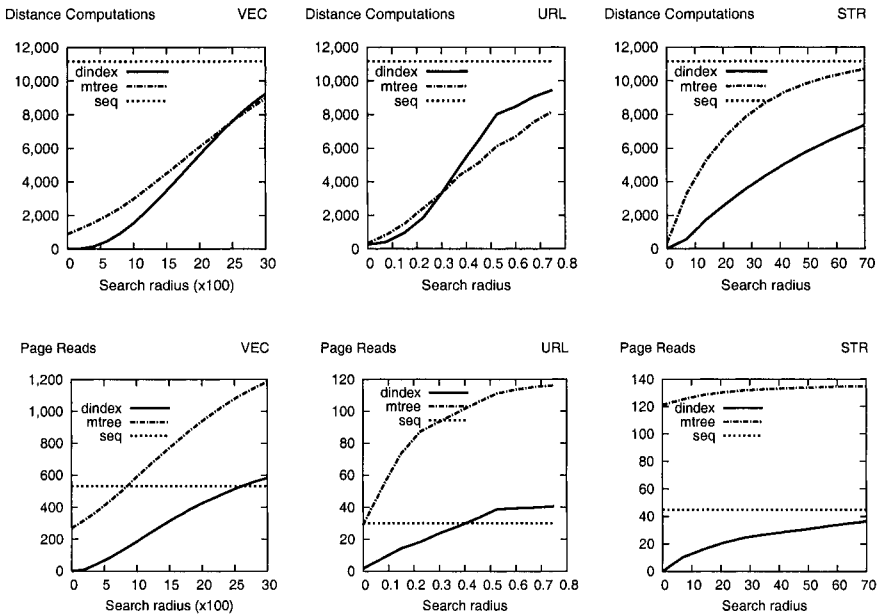 Distance Computations VEC
12,000
10,000
8,000
6,000
4,000
2,000
0
dindex
mtree
seq
0 5 10 15 20 25 30
Search radius (x100)
Distance Computations URL
12,000
10,000
8,000
6,000
4,000
2,000
0
dindex
mtree
seq
0 0.1 0.2 0.3 0.4 0.5 0.6 0.7 0.8
Search radius
Distance Computations STR
12,000
10,000
8,000
6,000
4,000
2,000
0
dindex
mtree
seq
0 10 20 30 40 50 60 70
Search radius
Page Reads VEC
1,200
1,000
800
600
400
200
0
dindex
mtree
seq
0 5 10 15 20 25 30
Search radius (x100)
Page Reads URL
120
100
80
60
40
20
0
dindex
mtree
seq
0 0.1 0.2 0.3 0.4 0.5 0.6 0.7 0.8
Search radius
Page Reads STR
140
120
100
80
60
40
20
0
dindex
mtree
seq
0 10 20 30 40 50 60 70
Search radius